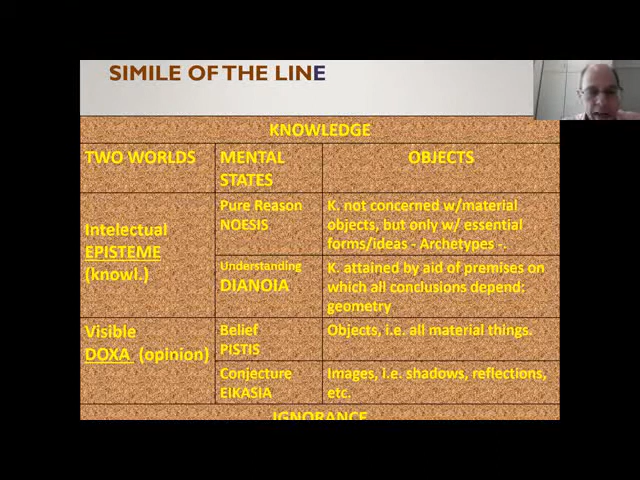 SIMILE OF THE LINE
KNOWLEDGE
TWO WORLDS
MENTAL
STATES
OBJECTS
Intelectual
EPISTEME
(knowl.)
Pure Reason
NOESIS
K. not concerned w/material
objects, but only w/ essential
forms/ideas - Archetypes -.
Understanding
DIANOIA
K. attained by aid of premises on
which all conclusions depend:
geometry
Visible
DOXA (opinion)
Belief
PISTIS
Objects, i.e. all material things.
Conjecture
EIKASIA
Images, i.e. shadows, reflections,
etc.
IGNORANCE